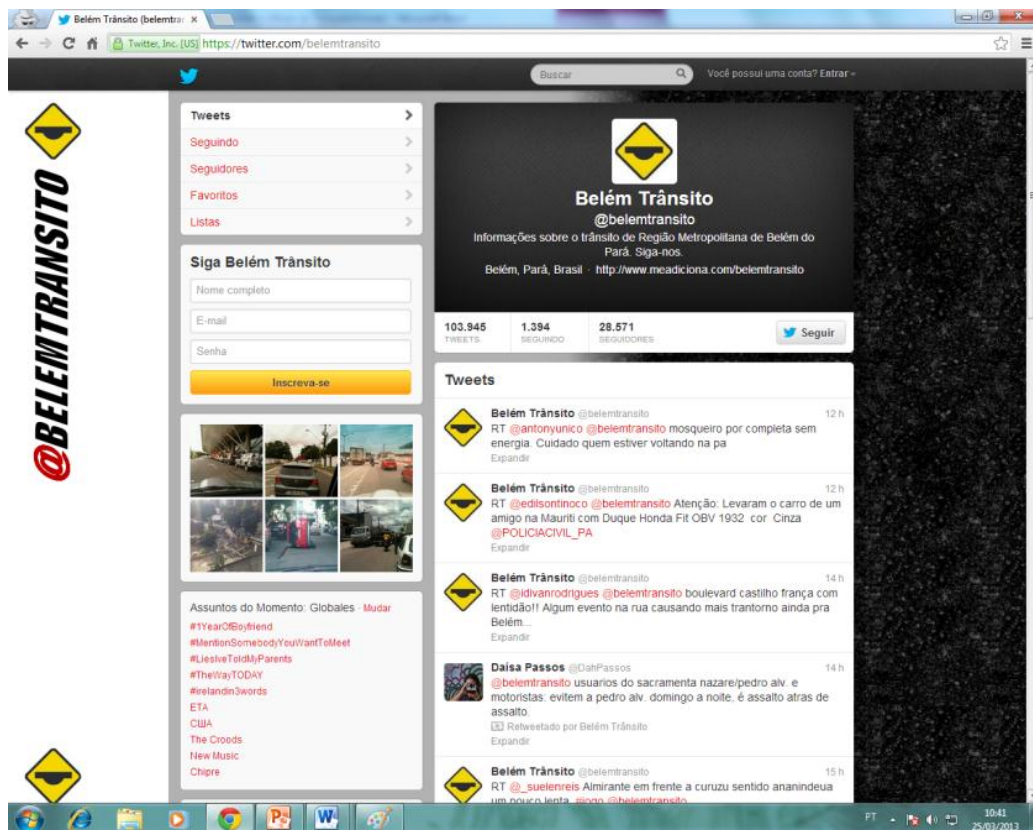 Belém Trânsito (belemtra
Twitter, Inc. [US] https://twitter.com/belemtransito
Buscar
Você possui uma conta? Entrar
@BELEMTRANSITO
Tweets
Seguindo
Seguidores
Favoritos
Listas
Siga Belém Trânsito
Nome completo
E-mail
Senha
Inscreva-se
Assuntos do Momento: Globales · Mudar
#1YearOfBoyfriend
#MentionSomebodyYouWantToMeet
#LiesIveToldMyParents
#TheWayTODAY
#irelandin3words
ETA
США
The Croods
New Music
Chipre
Belém Trânsito
@belemtransito
Informações sobre o trânsito de Região Metropolitana de Belém do
Pará. Siga-nos.
Belém, Pará, Brasil · http://www.meadiciona.com/belemtransito
103.945 1.394 28.571
TWEETS SEGUINDO SEGUIDORES
Seguir
Tweets
Belém Trânsito @belemtransito 12 h
RT @antonyunico @belemtransito mosqueiro por completa sem
energia. Cuidado quem estiver voltando na pa
Expandir
Belém Trânsito @belemtransito 12 h
RT @edilsontinoco @belemtransito Atenção: Levaram o carro de um
amigo na Mauriti com Duque Honda Fit OBV 1932 cor Cinza
@POLICIACIVIL_PA
Expandir
Belém Trânsito @belemtransito 14 h
RT @idivanrodrigues @belemtransito boulevard castilho frança com
lentidão!! Algum evento na rua causando mais trantorno ainda pra
Belém...
Expandir
Daísa Passos @DahPassos 14 h
@belemtransito usuarios do sacramenta nazare/pedro alv. e
motoristas: evitem a pedro alv. domingo a noite, é assalto atras de
assalto.
Retweetado por Belém Trânsito
Expandir
Belém Trânsito @belemtransito 15 h
RT @_suelenreis Almirante em frente a curuzu sentido ananindeua
um pouco lenta. #jogo @belemtransito
PT
10:41
25/03/2013